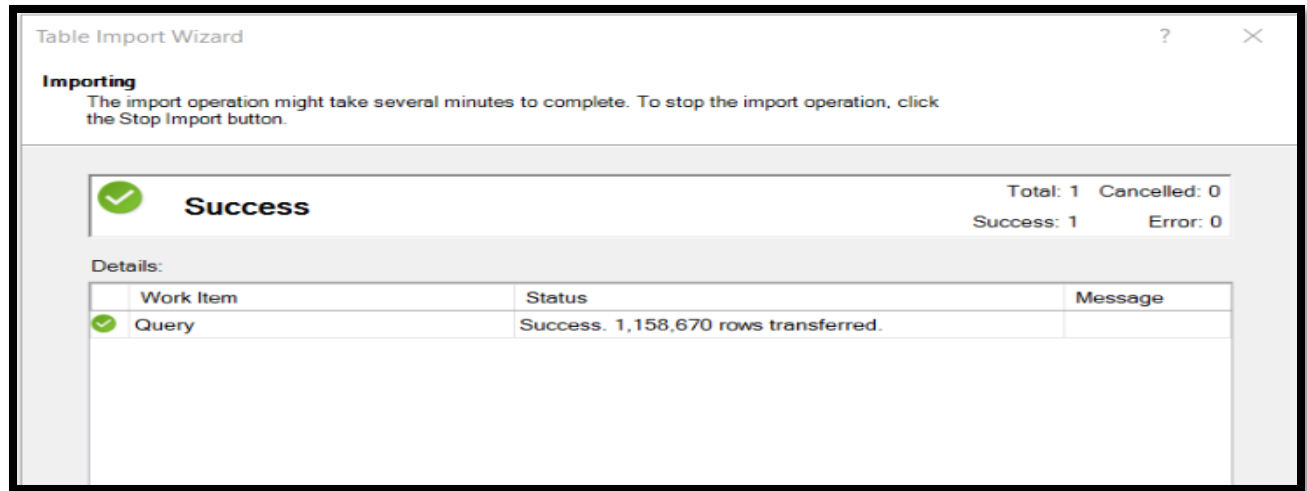 Table Import Wizard ?
Importing
The import operation might take several minutes to complete. To stop the import operation, click
the Stop Import button.
Success
Total: 1 Cancelled: 0
Success: 1 Error: 0
Details:
Work Item Status Message
Query Success. 1,158,670 rows transferred.